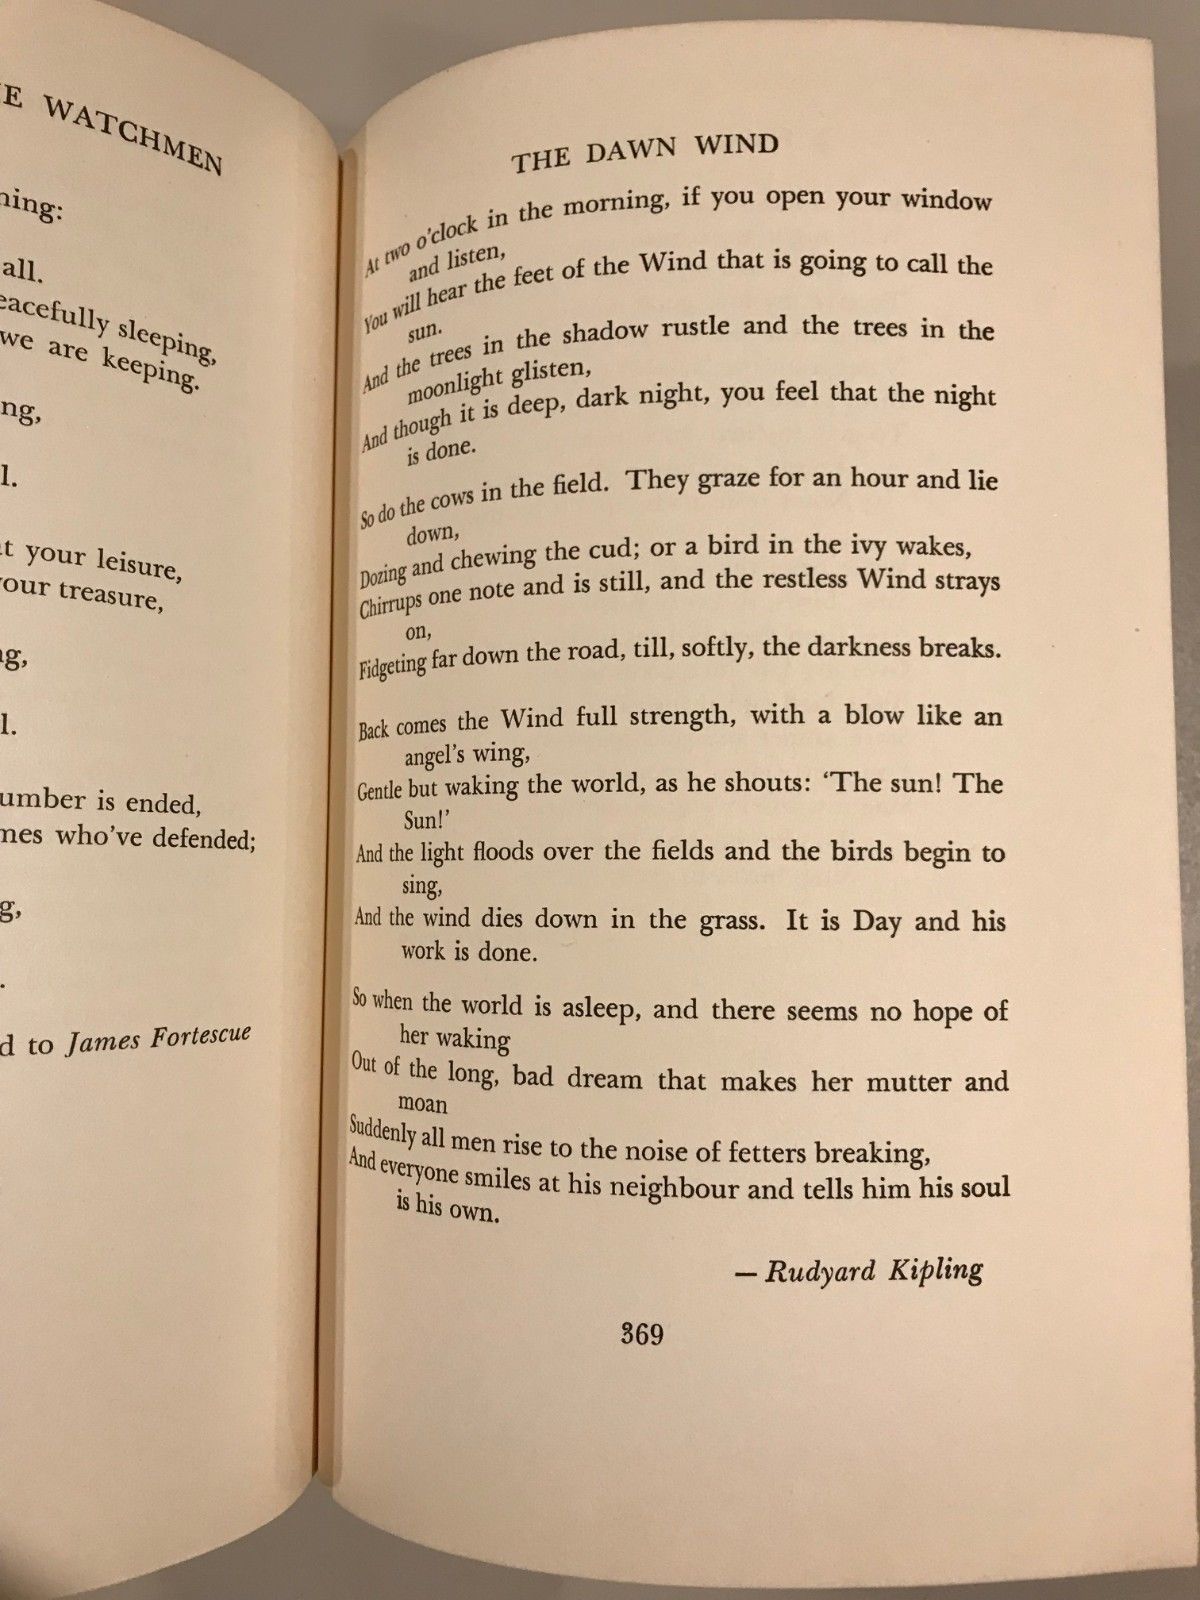 WATCHMEN
all.
sleeping,
we are keeping.
l.
your leisure,
treasure,
l.
is ended,
who've defended;
to James Fortescue
THE DAWN WIND
At two o'clock in the morning, if you open your window
and listen,
You will hear the feet of the Wind that is going to call the
sun.
And the trees in the shadow rustle and the trees in the
moonlight glisten,
And though it is deep, dark night, you feel that the night
is done.
So do the cows in the field. They graze for an hour and lie
down,
Dozing and chewing the cud; or a bird in the ivy wakes,
Chirrups one note and is still, and the restless Wind strays
on,
Fidgeting far down the road, till, softly, the darkness breaks.
Back comes the Wind full strength, with a blow like an
angel's wing,
Gentle but waking the world, as he shouts: 'The sun! The
Sun!'
And the light floods over the fields and the birds begin to
sing,
And the wind dies down in the grass. It is Day and his
work is done.
So when the world is asleep, and there seems no hope of
her waking
Out of the long, bad dream that makes her mutter and
moan
Suddenly all men rise to the noise of fetters breaking,
And everyone smiles at his neighbour and tells him his soul
is his own.
— Rudyard Kipling
369